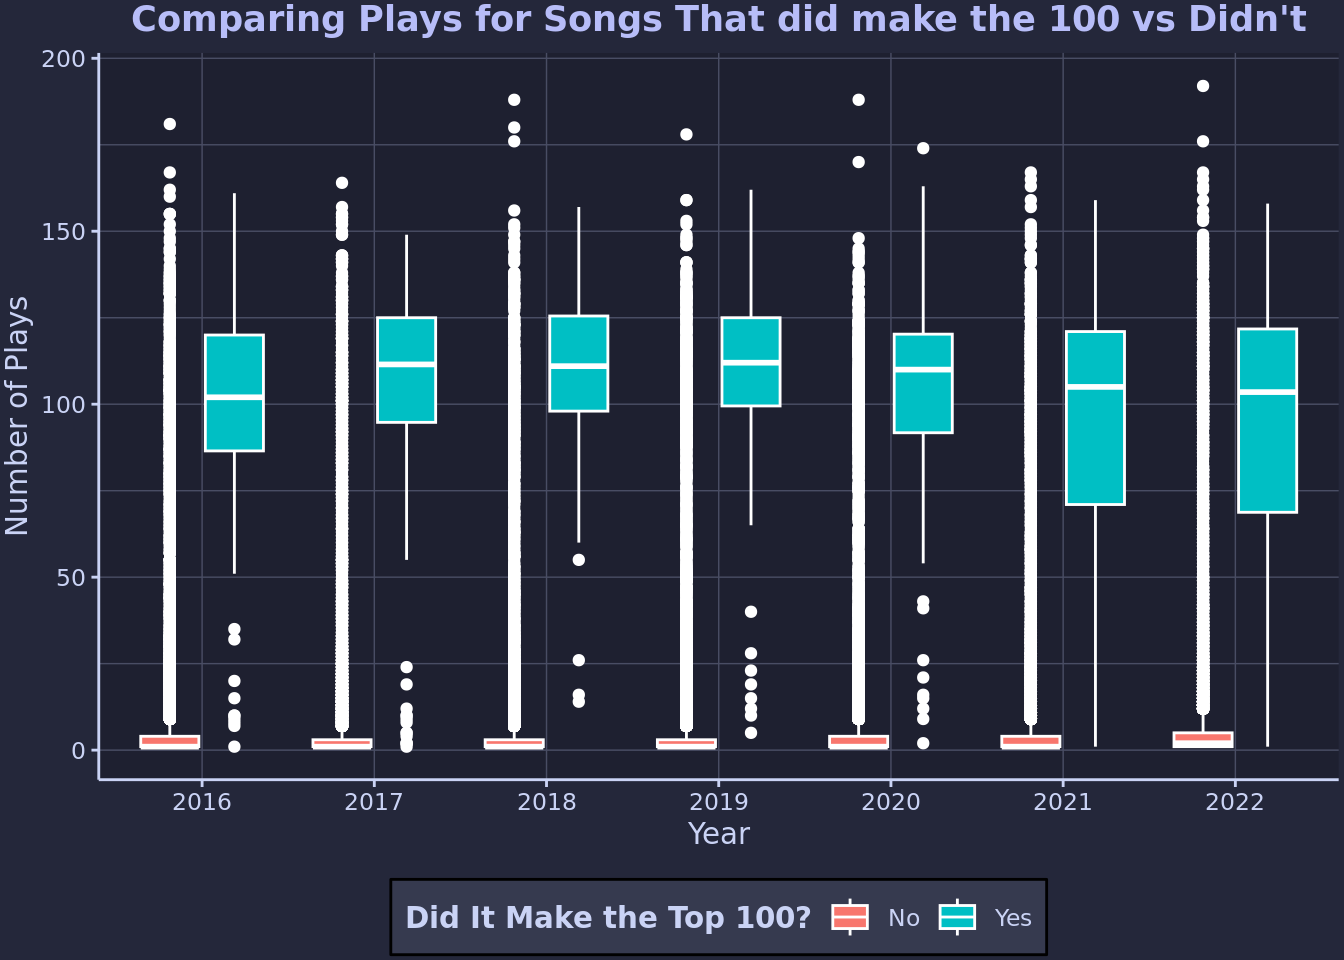 Comparing Plays for Songs That did make the 100 vs Didn't
Number of Plays
200
150
100
50
0
2016 2017 2018 2019 2020 2021 2022
Year
Did It Make the Top 100? No Yes